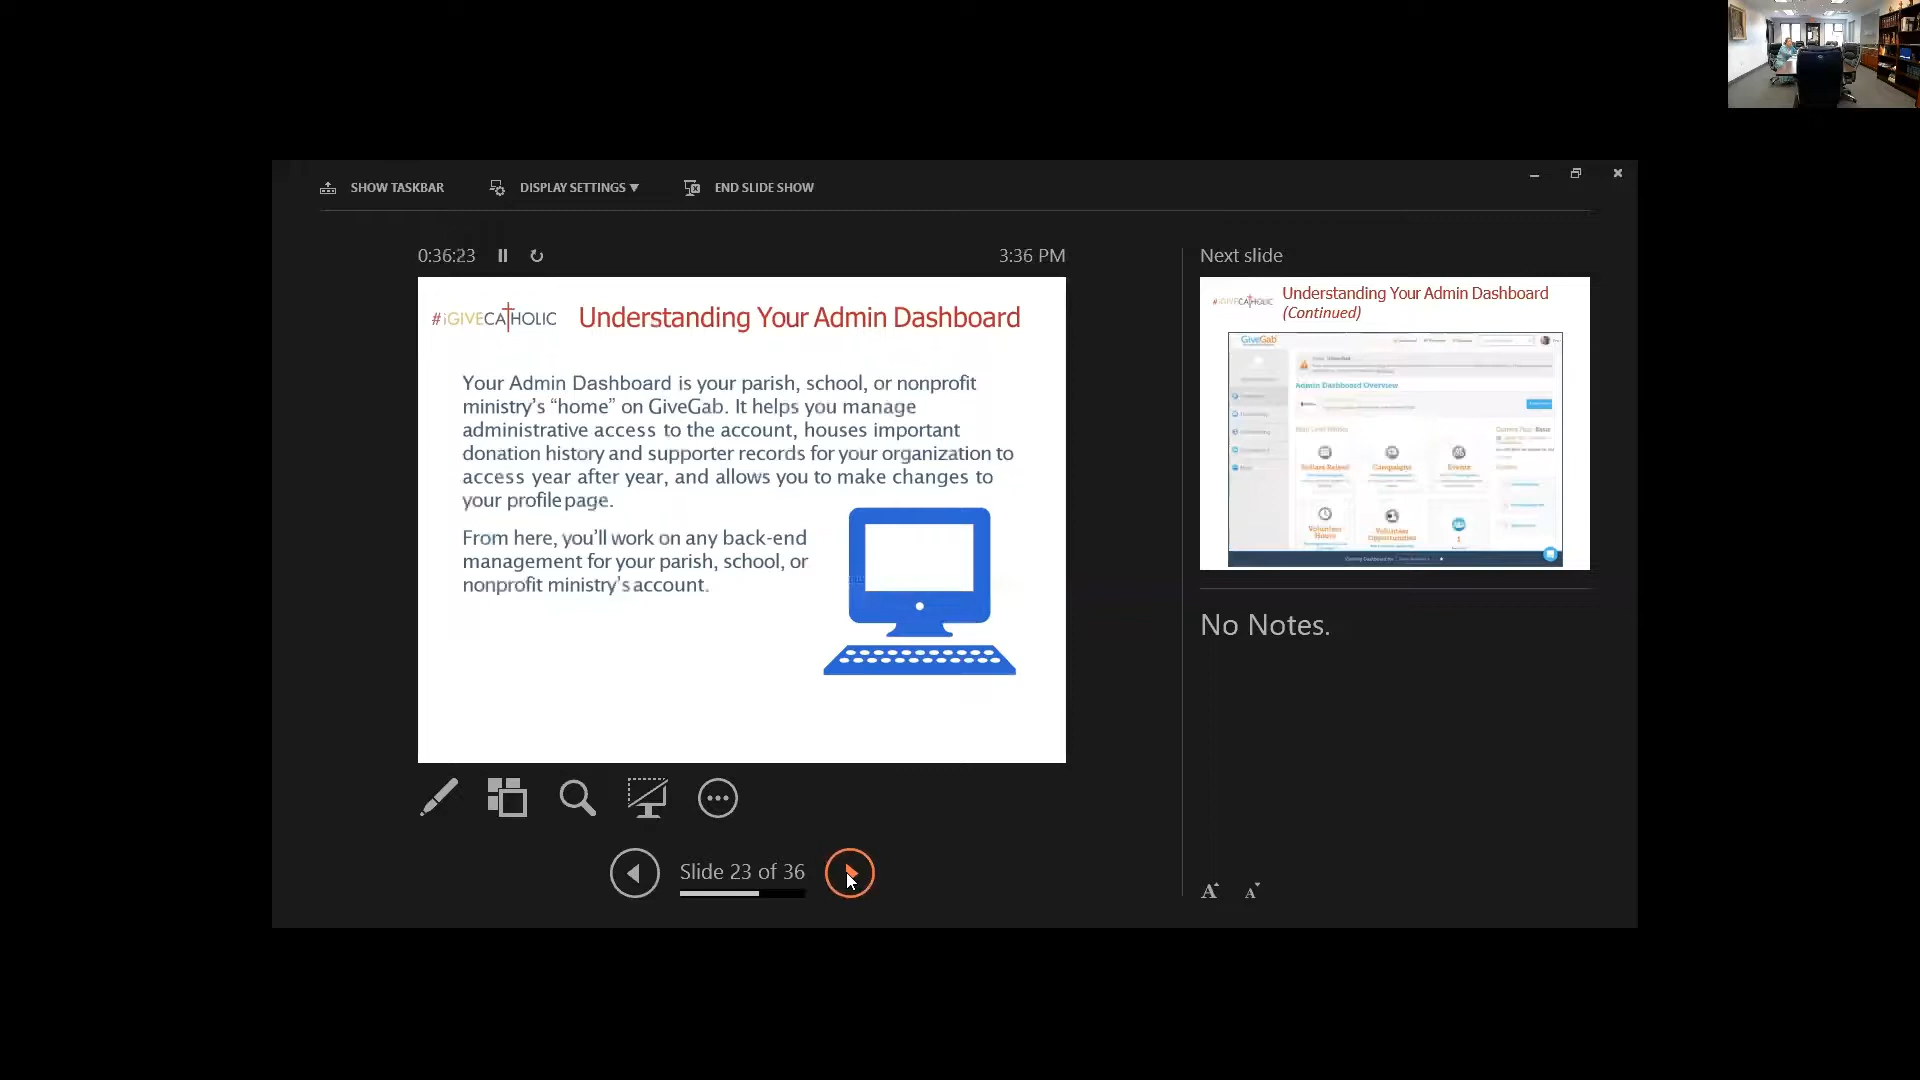 SHOW TASKBAR
DISPLAY SETTINGS ▼
END SLIDE SHOW
0:36:23
3:36 PM
Next slide
#iGIVECATHOLIC
Understanding Your Admin Dashboard
Your Admin Dashboard is your parish, school, or nonprofit
ministry's “home” on GiveGab. It helps you manage
administrative access to the account, houses important
donation history and supporter records for your organization to
access year after year, and allows you to make changes to
your profile page.
From here, you'll work on any back-end
management for your parish, school, or
nonprofit ministry's account.
#iGIVECATHOLIC
Understanding Your Admin Dashboard
(Continued)
GiveGab
Admin Dashboard Overview
Dollars Raised
Campaigns
Events
Volunteer
Hours
Volunteer
Opportunities
1
No Notes.
Slide 23 of 36
A
A